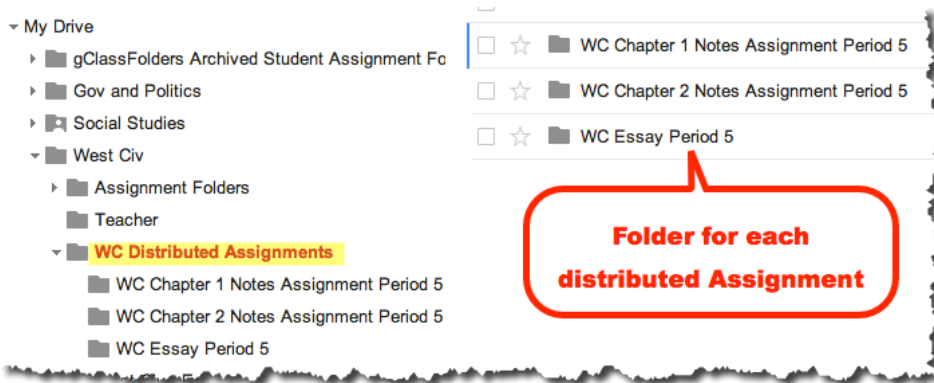 My Drive
gClassFolders Archived Student Assignment Fo
Gov and Politics
Social Studies
West Civ
Assignment Folders
Teacher
WC Distributed Assignments
WC Chapter 1 Notes Assignment Period 5
WC Chapter 2 Notes Assignment Period 5
WC Essay Period 5
WC Chapter 1 Notes Assignment Period 5
WC Chapter 2 Notes Assignment Period 5
WC Essay Period 5
Folder for each
distributed Assignment